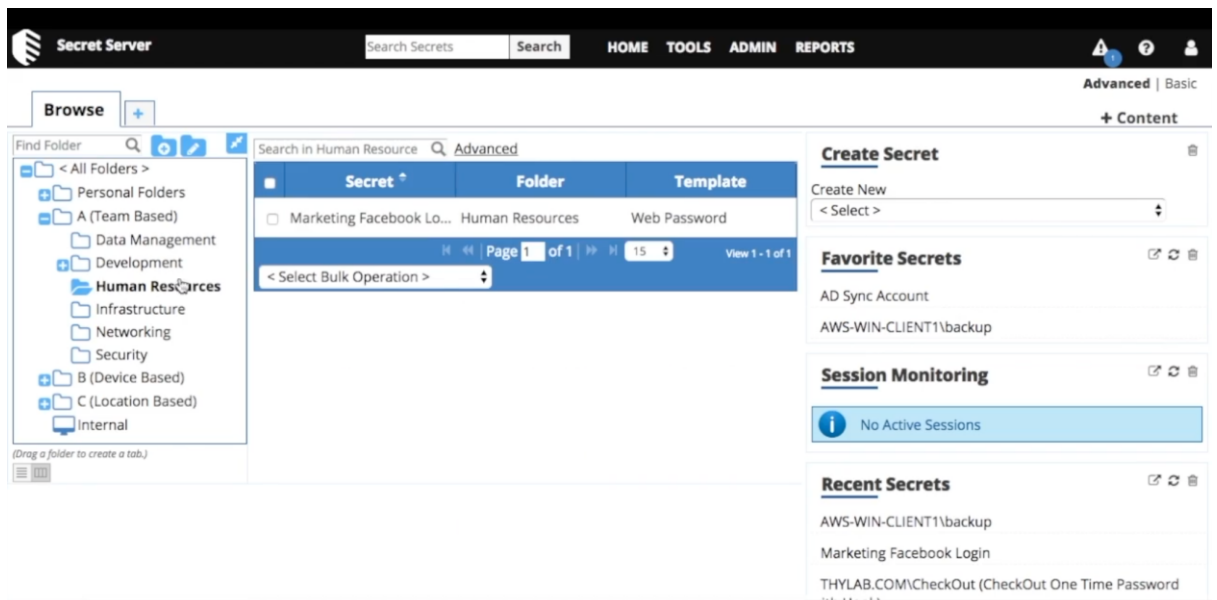 Secret Server
Search Secrets
Search
HOME TOOLS ADMIN REPORTS
1
Advanced | Basic
Browse
+ Content
Find Folder
< All Folders >
Personal Folders
A (Team Based)
Data Management
Development
Human Resources
Infrastructure
Networking
Security
B (Device Based)
C (Location Based)
Internal
(Drag a folder to create a tab.)
Search in Human Resource Advanced
Secret Folder Template
Marketing Facebook Lo... Human Resources Web Password
Page 1 of 1 15 View 1 - 1 of 1
< Select Bulk Operation >
Create Secret
Create New
< Select >
Favorite Secrets
AD Sync Account
AWS-WIN-CLIENT1\backup
Session Monitoring
No Active Sessions
Recent Secrets
AWS-WIN-CLIENT1\backup
Marketing Facebook Login
THYLAB.COM\CheckOut (CheckOut One Time Password